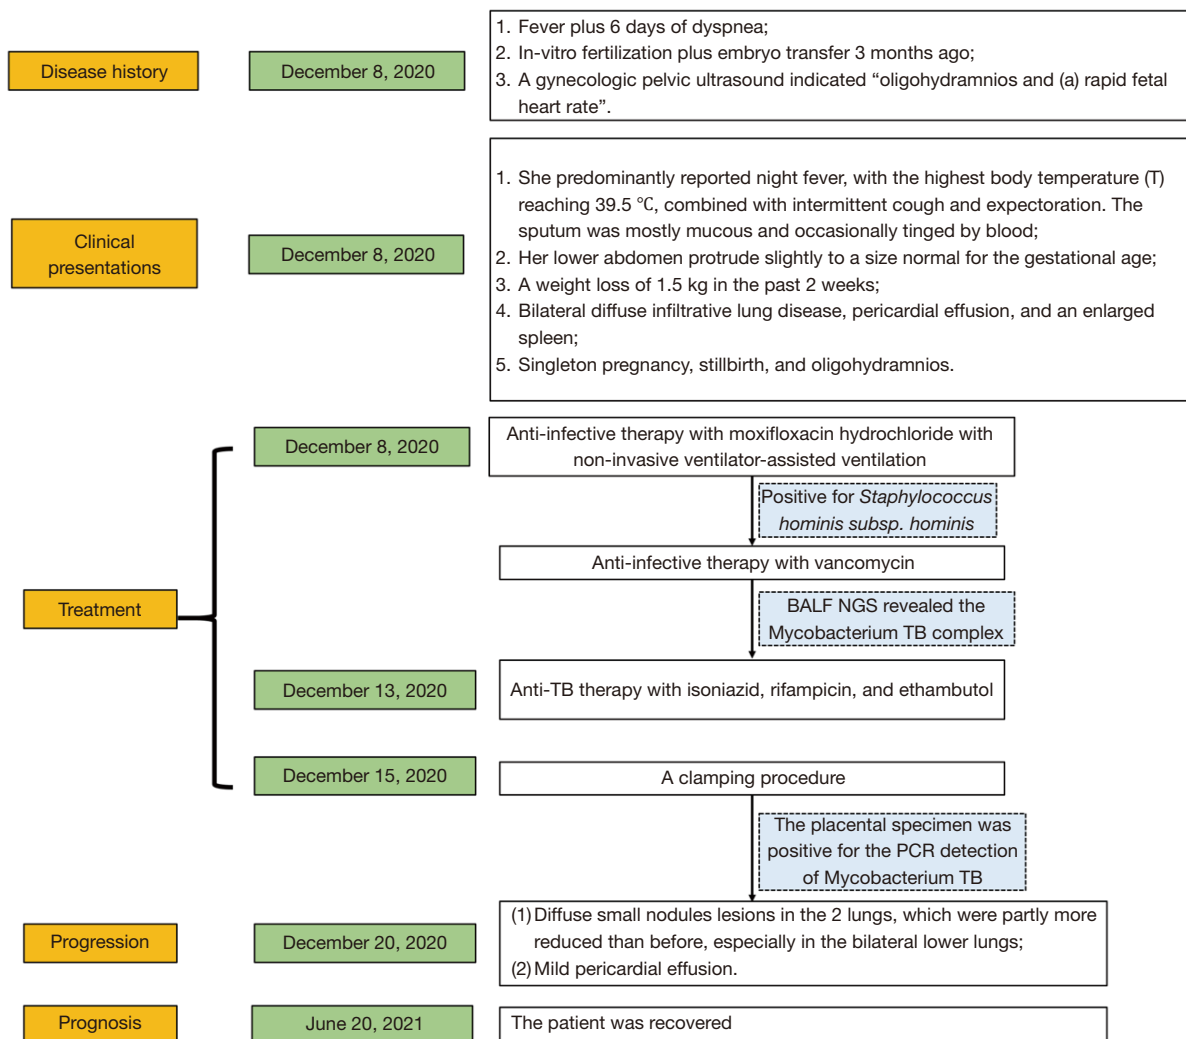 Disease history
December 8, 2020
1. Fever plus 6 days of dyspnea;
2. In-vitro fertilization plus embryo transfer 3 months ago;
3. A gynecologic pelvic ultrasound indicated “oligohydramnios and (a) rapid fetal
heart rate”.
Clinical
presentations
December 8, 2020
1. She predominantly reported night fever, with the highest body temperature (T)
reaching 39.5 ℃, combined with intermittent cough and expectoration. The
sputum was mostly mucous and occasionally tinged by blood;
2. Her lower abdomen protrude slightly to a size normal for the gestational age;
3. A weight loss of 1.5 kg in the past 2 weeks;
4. Bilateral diffuse infiltrative lung disease, pericardial effusion, and an enlarged
spleen;
5. Singleton pregnancy, stillbirth, and oligohydramnios.
Treatment
December 8, 2020
Anti-infective therapy with moxifloxacin hydrochloride with
non-invasive ventilator-assisted ventilation
Positive for Staphylococcus
hominis subsp. hominis
Anti-infective therapy with vancomycin
BALF NGS revealed the
Mycobacterium TB complex
December 13, 2020
Anti-TB therapy with isoniazid, rifampicin, and ethambutol
December 15, 2020
A clamping procedure
The placental specimen was
positive for the PCR detection
of Mycobacterium TB
Progression
December 20, 2020
(1) Diffuse small nodules lesions in the 2 lungs, which were partly more
reduced than before, especially in the bilateral lower lungs;
(2) Mild pericardial effusion.
Prognosis
June 20, 2021
The patient was recovered